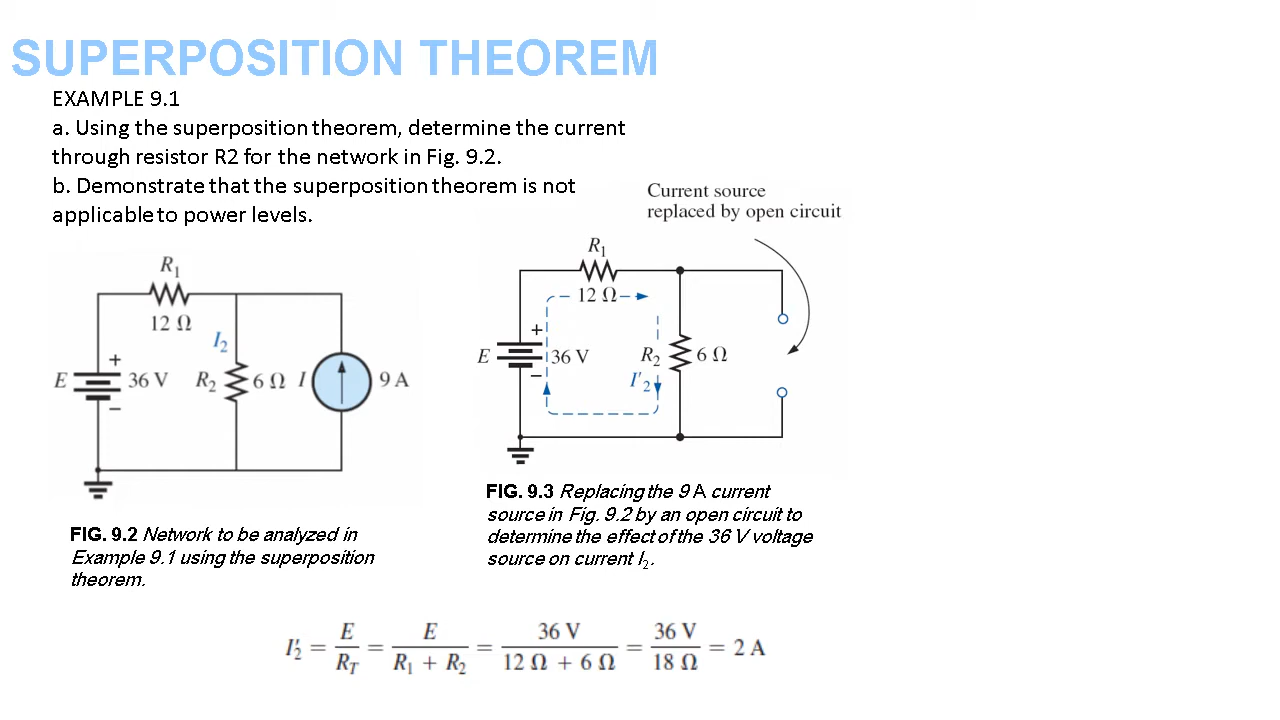 SUPERPOSITION THEOREM
EXAMPLE 9.1
a. Using the superposition theorem, determine the current
through resistor R2 for the network in Fig. 9.2.
b. Demonstrate that the superposition theorem is not
applicable to power levels.
R₁
12 Ω
I₂
E
+
36 V
−
R₂
6 Ω
I
9 A
FIG. 9.2 Network to be analyzed in
Example 9.1 using the superposition
theorem.
Current source
replaced by open circuit
R₁
12 Ω
E
+
36 V
−
R₂
6 Ω
I′₂
FIG. 9.3 Replacing the 9 A current
source in Fig. 9.2 by an open circuit to
determine the effect of the 36 V voltage
source on current I₂.
I′₂ = E/R_T = E/(R₁ + R₂) = 36 V/(12 Ω + 6 Ω) = 36 V/18 Ω = 2 A